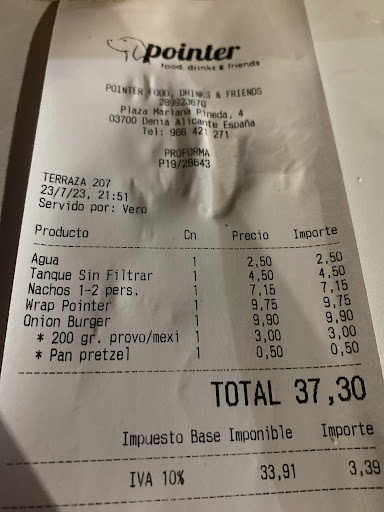 pointer
food, drinks & friends
POINTER FOOD, DRINKS & FRIENDS
28992367Q
Plaza Mariana Pineda, 4
03700 Denia Alicante España
Tel: 966 421 271
PROFORMA
P19/28643
TERRAZA 207
23/7/23, 21:51
Servido por: Vero
Producto Cn Precio Importe
Agua 1 2,50 2,50
Tanque Sin Filtrar 1 4,50 4,50
Nachos 1-2 pers. 1 7,15 7,15
Wrap Pointer 1 9,75 9,75
Onion Burger 1 9,90 9,90
* 200 gr. provo/mexi 1 3,00 3,00
* Pan pretzel 1 0,50 0,50
TOTAL 37,30
Impuesto Base Imponible Importe
IVA 10% 33,91 3,39